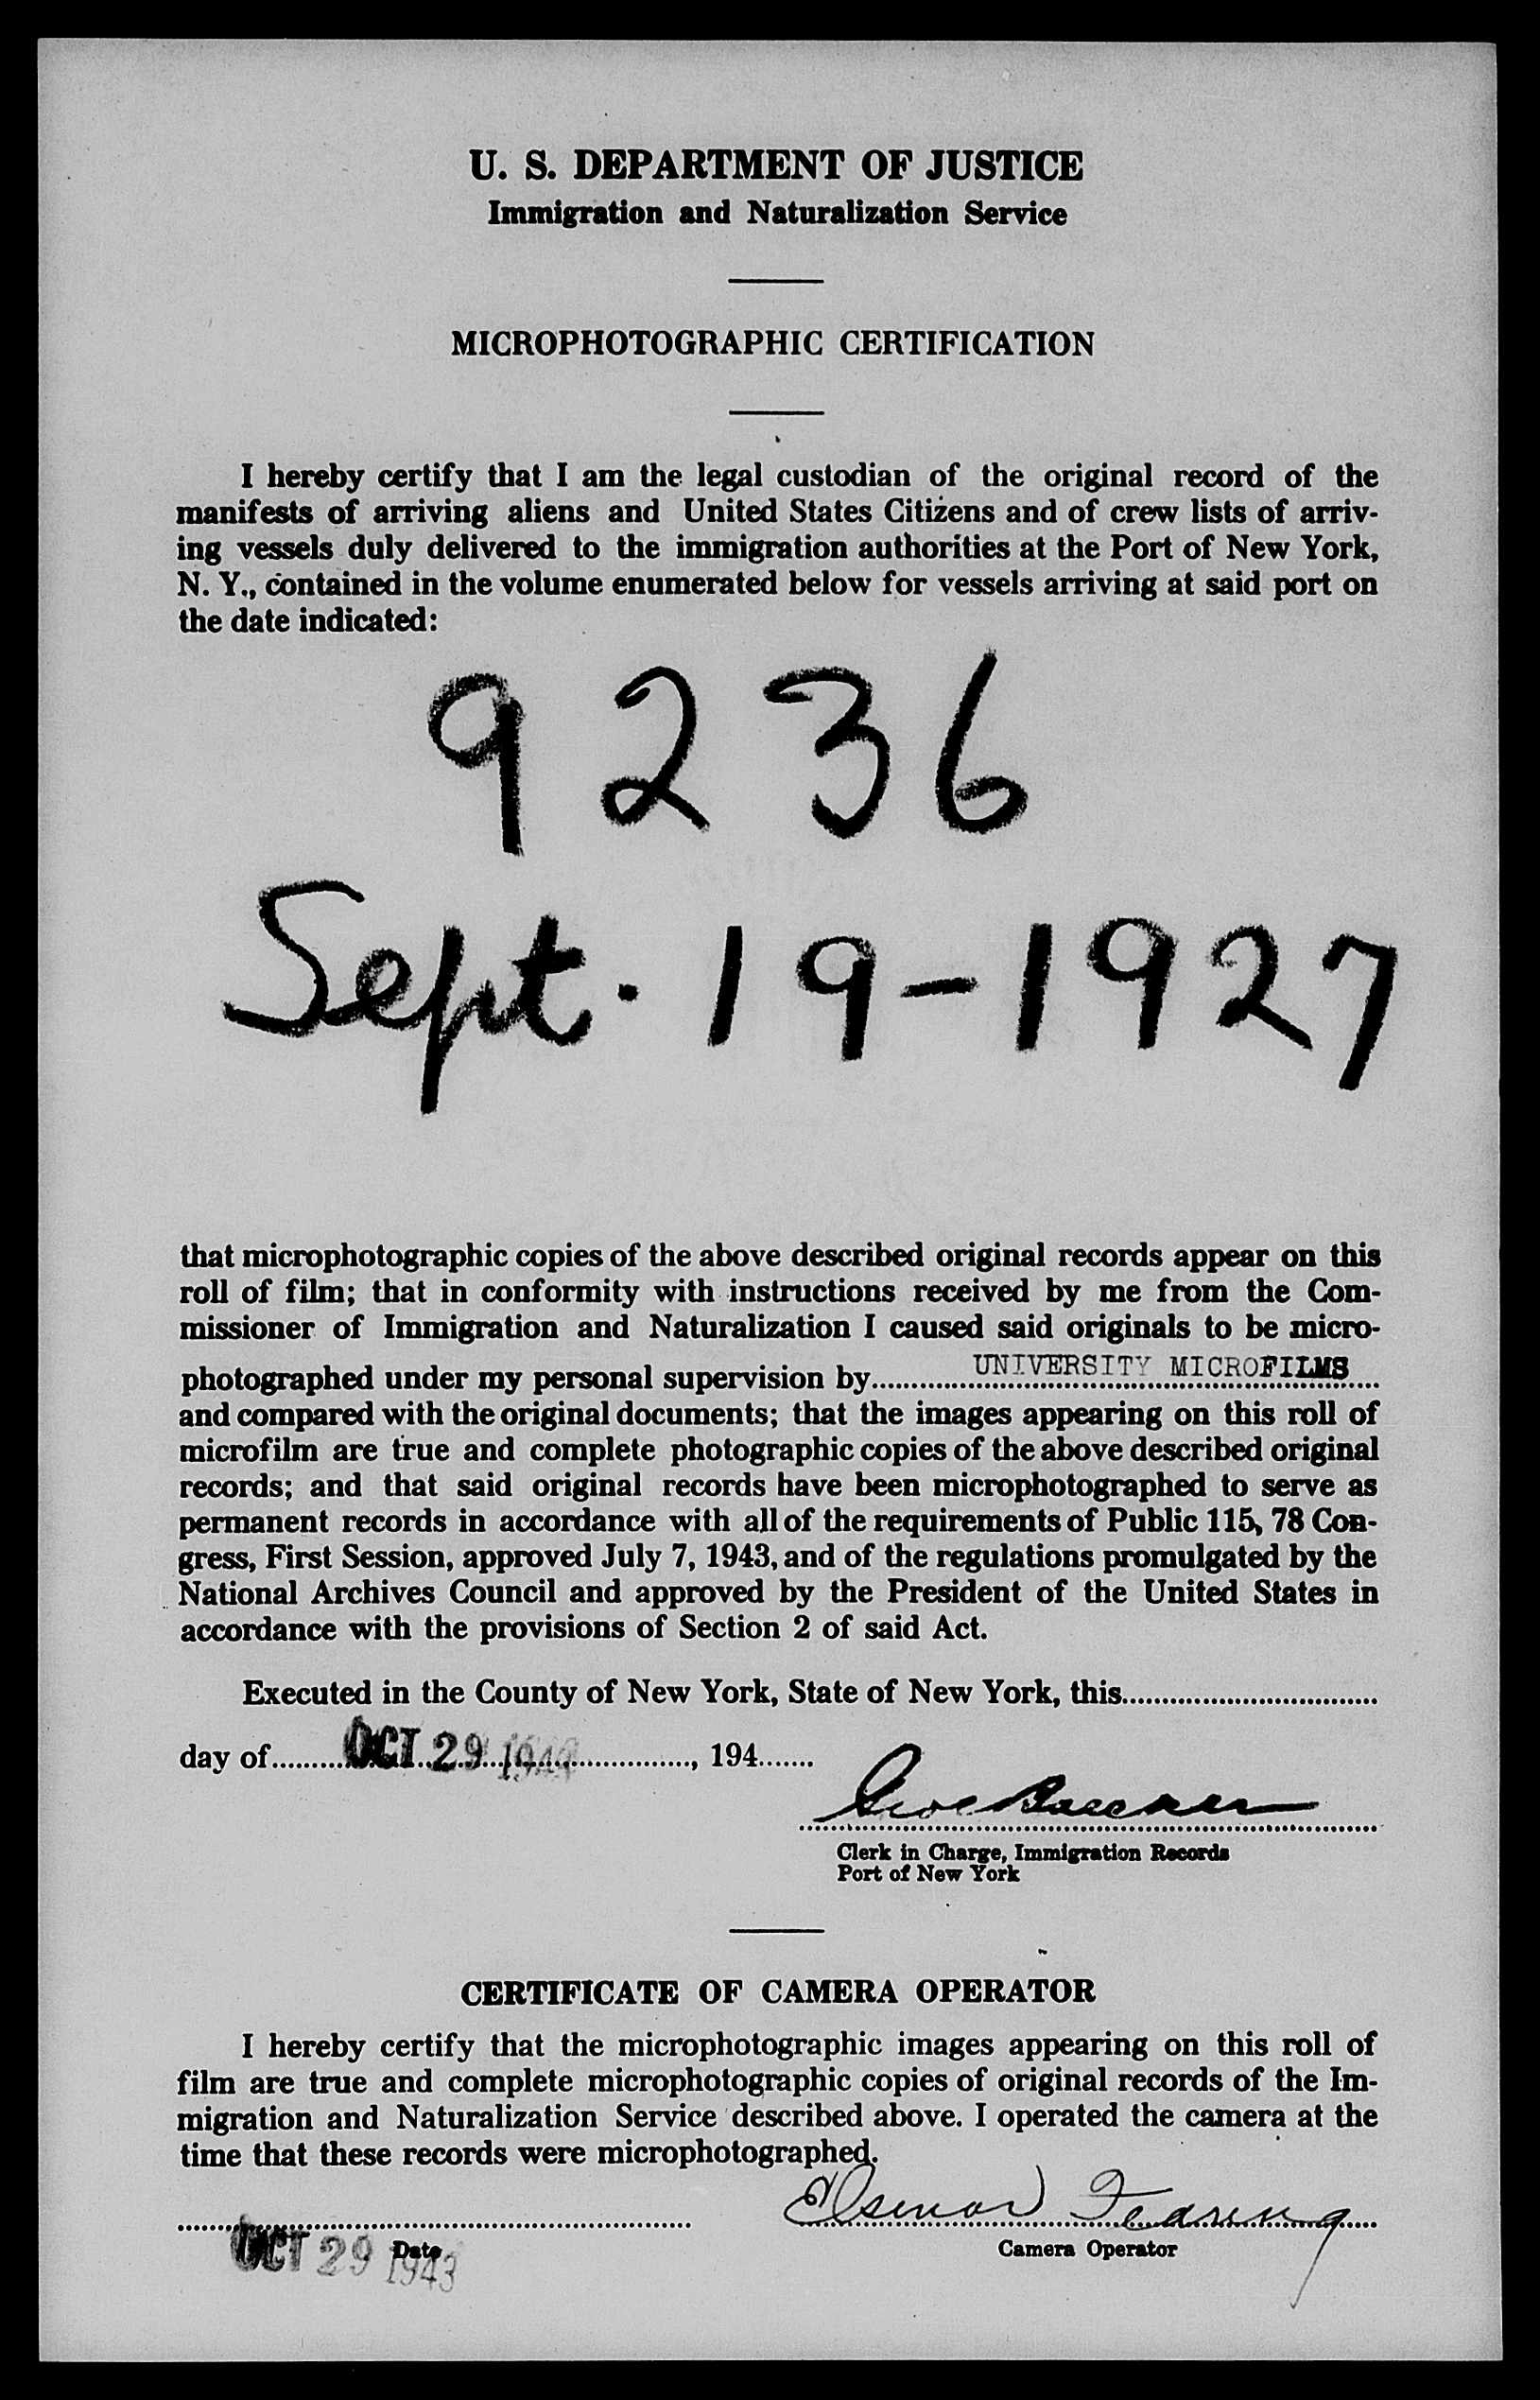 U. S. DEPARTMENT OF JUSTICE
Immigration and Naturalization Service
MICROPHOTOGRAPHIC CERTIFICATION
I hereby certify that I am the legal custodian of the original record of the
manifests of arriving aliens and United States Citizens and of crew lists of arriv-
ing vessels duly delivered to the immigration authorities at the Port of New York,
N. Y., contained in the volume enumerated below for vessels arriving at said port on
the date indicated:
9236
Sept. 19-1927
that microphotographic copies of the above described original records appear on this
roll of film; that in conformity with instructions received by me from the Com-
missioner of Immigration and Naturalization I caused said originals to be micro-
photographed under my personal supervision by UNIVERSITY MICROFILMS
and compared with the original documents; that the images appearing on this roll of
microfilm are true and complete photographic copies of the above described original
records; and that said original records have been microphotographed to serve as
permanent records in accordance with all of the requirements of Public 115, 78 Con-
gress, First Session, approved July 7, 1943, and of the regulations promulgated by the
National Archives Council and approved by the President of the United States in
accordance with the provisions of Section 2 of said Act.
Executed in the County of New York, State of New York, this
day of OCT 29, 194
Clerk in Charge, Immigration Records
Port of New York
CERTIFICATE OF CAMERA OPERATOR
I hereby certify that the microphotographic images appearing on this roll of
film are true and complete microphotographic copies of original records of the Im-
migration and Naturalization Service described above. I operated the camera at the
time that these records were microphotographed.
OCT 29 1943
Date
Camera Operator